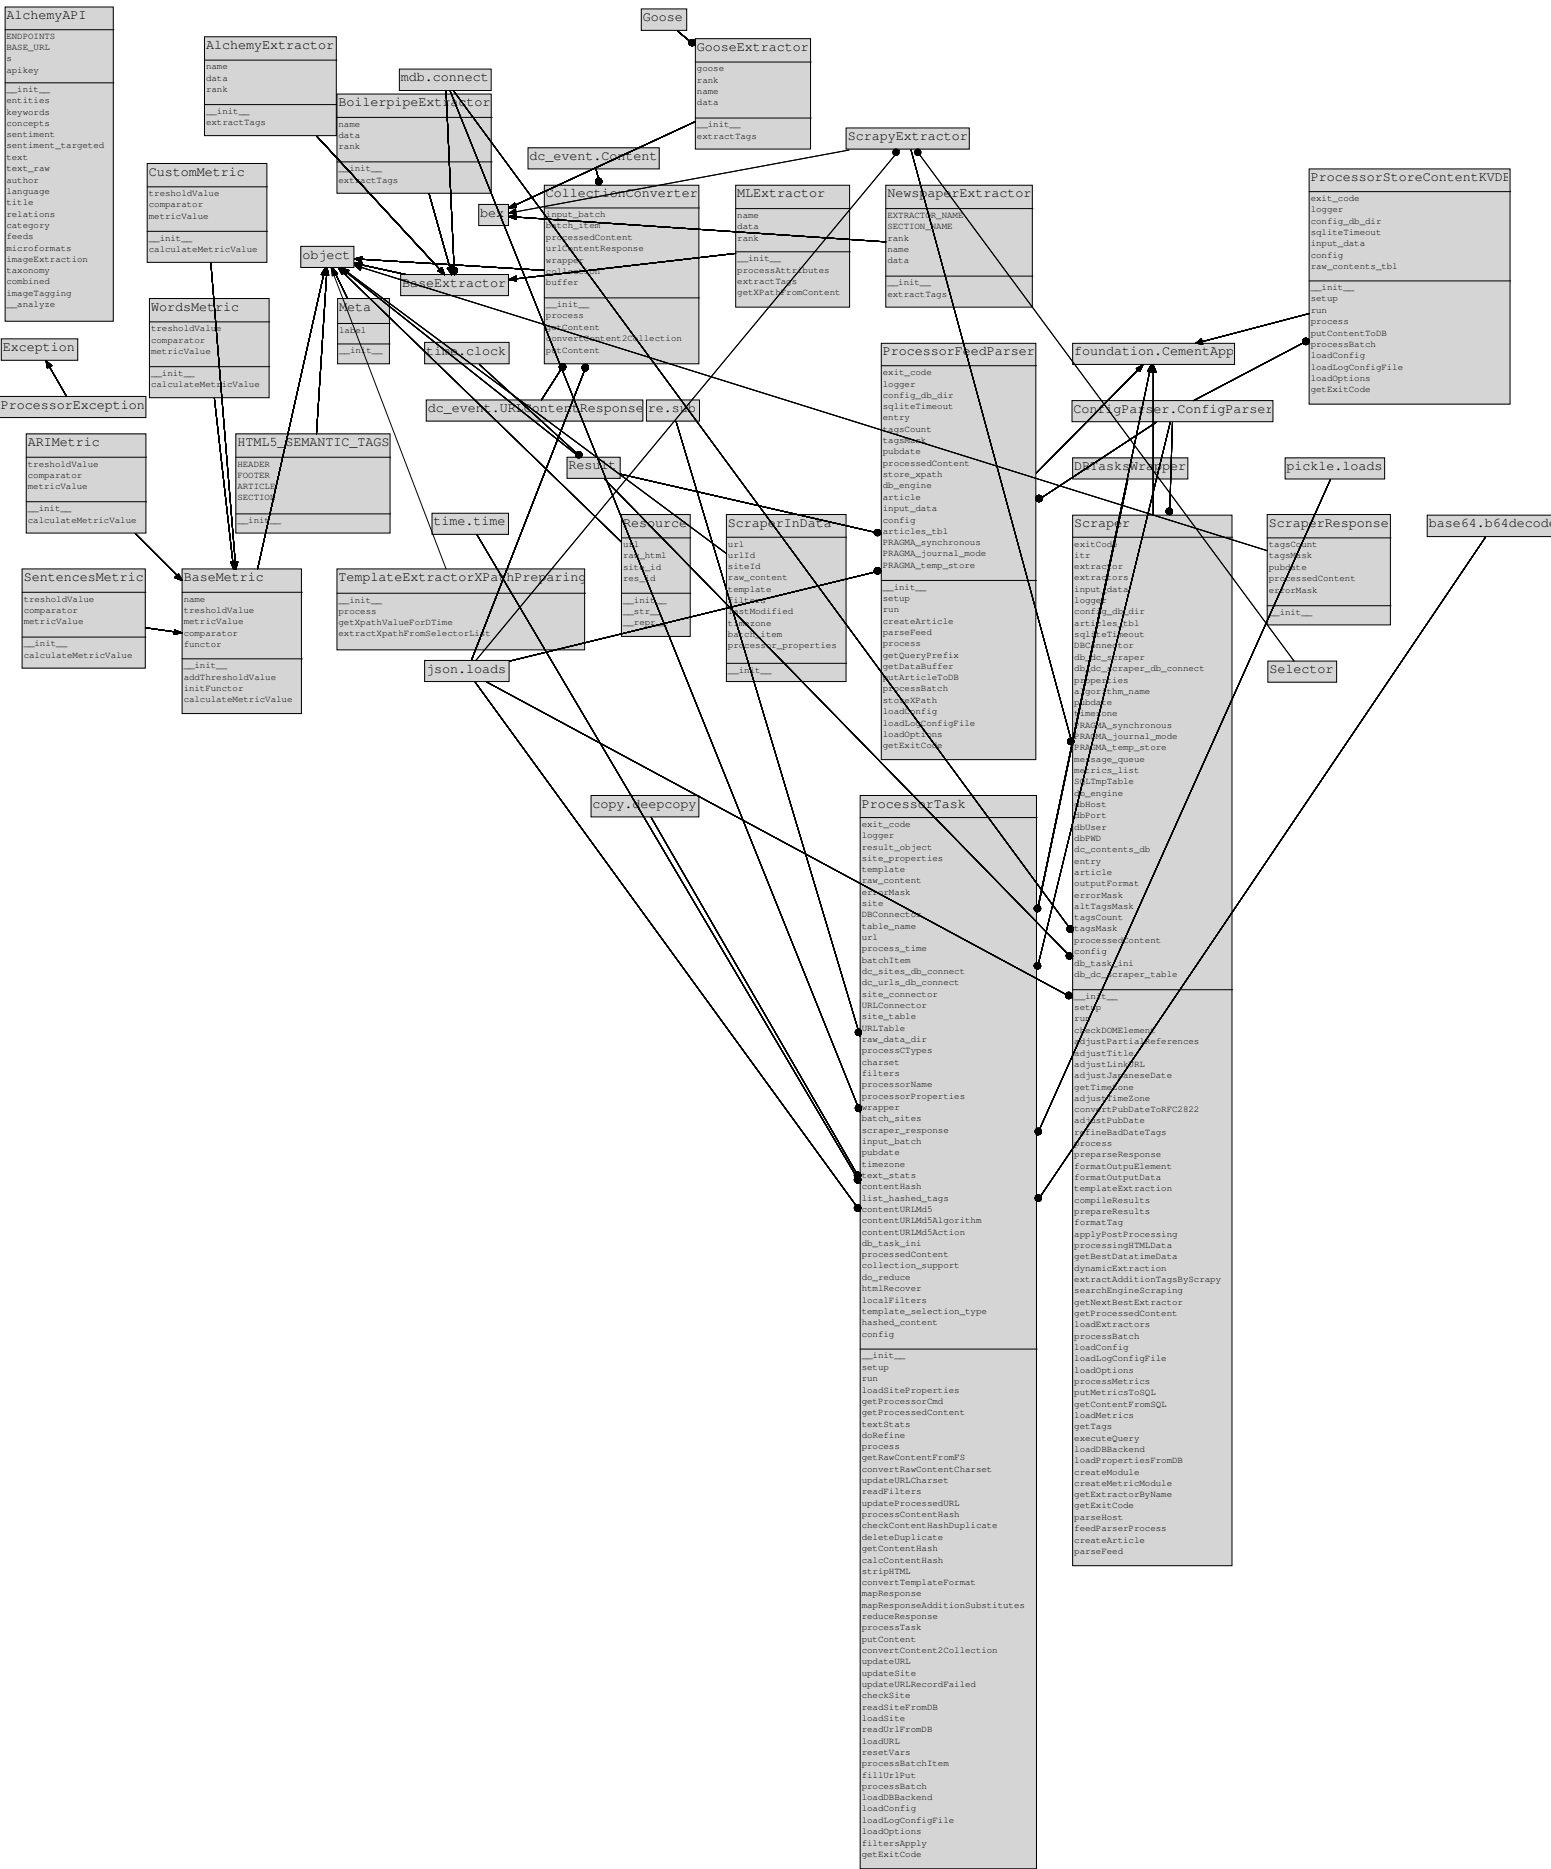 AlchemyAPI
ENDPOINTS
BASE_URL
s
apikey
__init__
entities
keywords
concepts
sentiment
sentiment_targeted
text
text_raw
author
language
title
relations
category
feeds
microformats
imageExtraction
taxonomy
combined
imageTagging
__analyze
AlchemyExtractor
name
data
rank
__init__
extractTags
mdb.connect
BoilerpipeExtractor
name
data
rank
__init__
extractTags
Goose
GooseExtractor
goose
rank
name
data
__init__
extractTags
ScrapyExtractor
dc_event.Content
CustomMetric
tresholdValue
comparator
metricValue
__init__
calculateMetricValue
bex
CollectionConverter
input_batch
batch_item
processedContent
urlContentResponse
wrapper
collection
buffer
__init__
process
getContent
convertContent2Collection
putContent
MLExtractor
name
data
rank
__init__
processAttributes
extractTags
getXPathFromContent
NewspaperExtractor
EXTRACTOR_NAME
SECTION_NAME
rank
name
data
__init__
extractTags
ProcessorStoreContentKVDB
exit_code
logger
config_db_dir
sqliteTimeout
input_data
config
raw_contents_tbl
__init__
setup
run
process
putContentToDB
processBatch
loadConfig
loadLogConfigFile
loadOptions
getExitCode
object
BaseExtractor
WordsMetric
tresholdValue
comparator
metricValue
__init__
calculateMetricValue
Meta
label
__init__
Exception
ProcessorException
time.clock
dc_event.URLContentResponse
re.sub
ProcessorFeedParser
exit_code
logger
config_db_dir
sqliteTimeout
entry
tagsCount
tagsMask
pubdate
processedContent
store_xpath
db_engine
article
input_data
config
articles_tbl
PRAGMA_synchronous
PRAGMA_journal_mode
PRAGMA_temp_store
__init__
setup
run
createArticle
parseFeed
process
getQueryPrefix
getDataBuffer
putArticleToDB
processBatch
storeXPath
loadConfig
loadLogConfigFile
loadOptions
getExitCode
foundation.CementApp
ConfigParser.ConfigParser
ARIMetric
tresholdValue
comparator
metricValue
__init__
calculateMetricValue
HTML5_SEMANTIC_TAGS
HEADER
FOOTER
ARTICLE
SECTION
__init__
Result
DBTasksWrapper
pickle.loads
time.time
Resource
url
raw_html
site_id
res_id
__init__
__str__
__repr__
ScraperInData
url
urlId
siteId
raw_content
template
filters
lastModified
timezone
batch_item
processor_properties
__init__
Scraper
exitCode
itr
extractor
extractors
input_data
logger
config_db_dir
articles_tbl
sqliteTimeout
DBConnector
db_dc_scraper
db_dc_scraper_db_connect
properties
algorithm_name
pubdate
timezone
PRAGMA_synchronous
PRAGMA_journal_mode
PRAGMA_temp_store
message_queue
metrics_list
SQLTmpTable
db_engine
dbHost
dbPort
dbUser
dbPWD
dc_contents_db
entry
article
outputFormat
errorMask
altTagsMask
tagsCount
tagsMask
processedContent
config
db_task_ini
db_dc_scraper_table
__init__
setup
run
checkDOMElement
adjustPartialReferences
adjustTitle
adjustLinkURL
adjustJapaneseDate
getTimeZone
adjustTimeZone
convertPubDateToRFC2822
adjustPubDate
refineBadDateTags
process
preparseResponse
formatOutpuElement
formatOutputData
templateExtraction
compileResults
prepareResults
formatTag
applyPostProcessing
processingHTMLData
getBestDatatimeData
dynamicExtraction
extractAdditionTagsByScrapy
searchEngineScraping
getNextBestExtractor
getProcessedContent
loadExtractors
processBatch
loadConfig
loadLogConfigFile
loadOptions
processMetrics
putMetricsToSQL
getContentFromSQL
loadMetrics
getTags
executeQuery
loadDBBackend
loadPropertiesFromDB
createModule
createMetricModule
getExtractorByName
getExitCode
parseHost
feedParserProcess
createArticle
parseFeed
ScraperResponse
tagsCount
tagsMask
pubdate
processedContent
errorMask
__init__
base64.b64decode
SentencesMetric
tresholdValue
comparator
metricValue
__init__
calculateMetricValue
BaseMetric
name
tresholdValue
metricValue
comparator
functor
__init__
addThresholdValue
initFunctor
calculateMetricValue
TemplateExtractorXPathPreparing
__init__
process
getXpathValueForDTime
extractXpathFromSelectorList
json.loads
Selector
copy.deepcopy
ProcessorTask
exit_code
logger
result_object
site_properties
template
raw_content
errorMask
site
DBConnector
table_name
url
process_time
batchItem
dc_sites_db_connect
dc_urls_db_connect
site_connector
URLConnector
site_table
URLTable
raw_data_dir
processCTypes
charset
filters
processorName
processorProperties
wrapper
batch_sites
scraper_response
input_batch
pubdate
timezone
text_stats
contentHash
list_hashed_tags
contentURLMd5
contentURLMd5Algorithm
contentURLMd5Action
db_task_ini
processedContent
collection_support
do_reduce
htmlRecover
localFilters
template_selection_type
hashed_content
config
__init__
setup
run
loadSiteProperties
getProcessorCmd
getProcessedContent
textStats
doRefine
process
getRawContentFromFS
convertRawContentCharset
updateURLCharset
readFilters
updateProcessedURL
processContentHash
checkContentHashDuplicate
deleteDuplicate
getContentHash
calcContentHash
stripHTML
convertTemplateFormat
mapResponse
mapResponseAdditionSubstitutes
reduceResponse
processTask
putContent
convertContent2Collection
updateURL
updateSite
updateURLRecordFailed
checkSite
readSiteFromDB
loadSite
readUrlFromDB
loadURL
resetVars
processBatchItem
fillUrlPut
processBatch
loadDBBackend
loadConfig
loadLogConfigFile
loadOptions
filtersApply
getExitCode